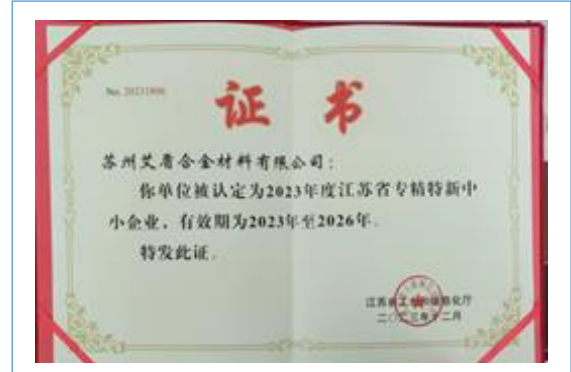 证书
苏州艾盾合金材料有限公司：
你单位被认定为2023年度江苏省专精特新中
小企业，有效期为2023年至2026年。
特发此证。
江苏省工业和信息化厅
二〇二三年十二月